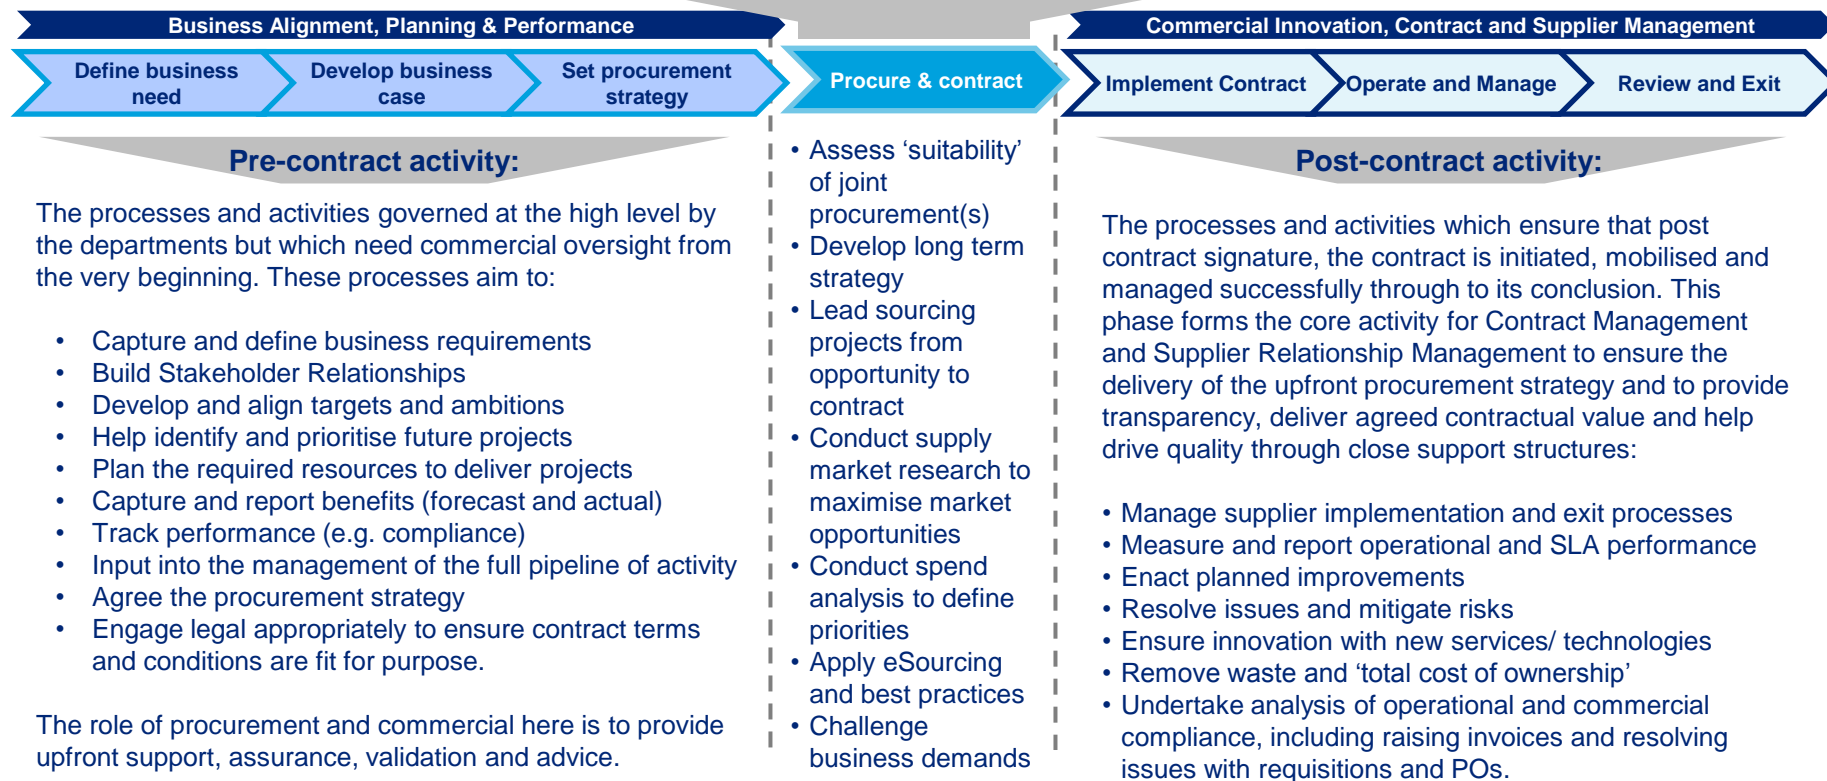 Business Alignment, Planning & Performance
Commercial Innovation, Contract and Supplier Management
Define business
need
Develop business
case
Set procurement
strategy
Procure & contract
Implement Contract
Operate and Manage
Review and Exit
Pre-contract activity:
The processes and activities governed at the high level by
the departments but which need commercial oversight from
the very beginning. These processes aim to:
• Capture and define business requirements
• Build Stakeholder Relationships
• Develop and align targets and ambitions
• Help identify and prioritise future projects
• Plan the required resources to deliver projects
• Capture and report benefits (forecast and actual)
• Track performance (e.g. compliance)
• Input into the management of the full pipeline of activity
• Agree the procurement strategy
• Engage legal appropriately to ensure contract terms
and conditions are fit for purpose.
The role of procurement and commercial here is to provide
upfront support, assurance, validation and advice.
• Assess ‘suitability’
of joint
procurement(s)
• Develop long term
strategy
• Lead sourcing
projects from
opportunity to
contract
• Conduct supply
market research to
maximise market
opportunities
• Conduct spend
analysis to define
priorities
• Apply eSourcing
and best practices
• Challenge
business demands
Post-contract activity:
The processes and activities which ensure that post
contract signature, the contract is initiated, mobilised and
managed successfully through to its conclusion. This
phase forms the core activity for Contract Management
and Supplier Relationship Management to ensure the
delivery of the upfront procurement strategy and to provide
transparency, deliver agreed contractual value and help
drive quality through close support structures:
• Manage supplier implementation and exit processes
• Measure and report operational and SLA performance
• Enact planned improvements
• Resolve issues and mitigate risks
• Ensure innovation with new services/ technologies
• Remove waste and ‘total cost of ownership’
• Undertake analysis of operational and commercial
compliance, including raising invoices and resolving
issues with requisitions and POs.